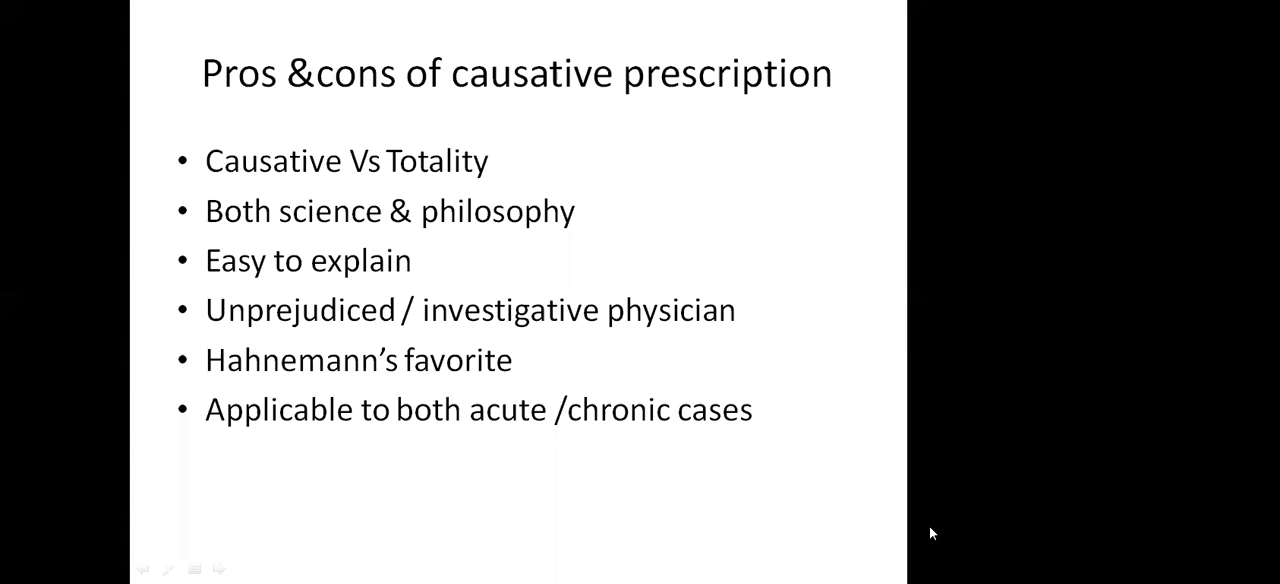 Pros &cons of causative prescription
• Causative Vs Totality
• Both science & philosophy
• Easy to explain
• Unprejudiced / investigative physician
• Hahnemann’s favorite
• Applicable to both acute /chronic cases